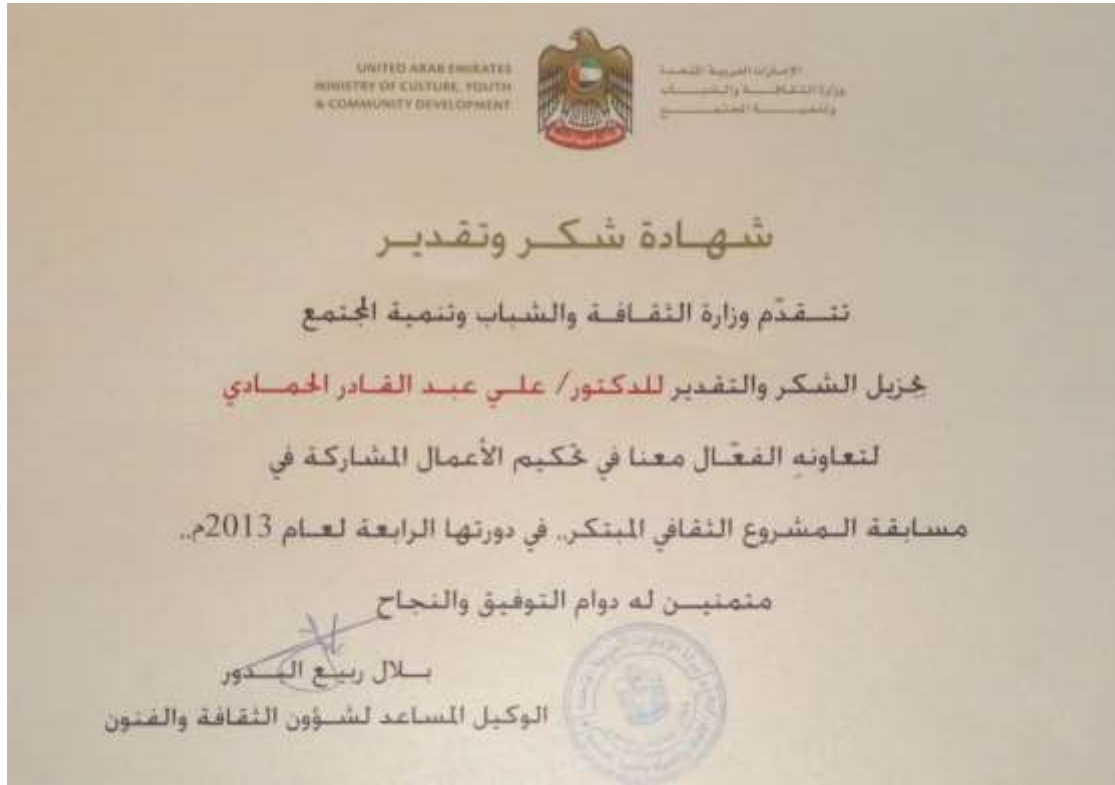 UNITED ARAB EMIRATES
MINISTRY OF CULTURE, YOUTH
& COMMUNITY DEVELOPMENT
الإمارات العربية المتحدة
وزارة الثقافة والشباب
وتنمية المجتمع
شهادة شكر وتقدير
تتقدّم وزارة الثقافة والشباب وتنمية المجتمع
بجزيل الشكر والتقدير للدكتور/ علي عبد القادر الحمادي
لتعاونهِ الفعّال معنا في تحكيم الأعمال المشاركة في
مسابقة المشروع الثقافي المبتكر.. في دورتها الرابعة لعام 2013م..
متمنين له دوام التوفيق والنجاح
بلال ربيع البدور
الوكيل المساعد لشؤون الثقافة والفنون